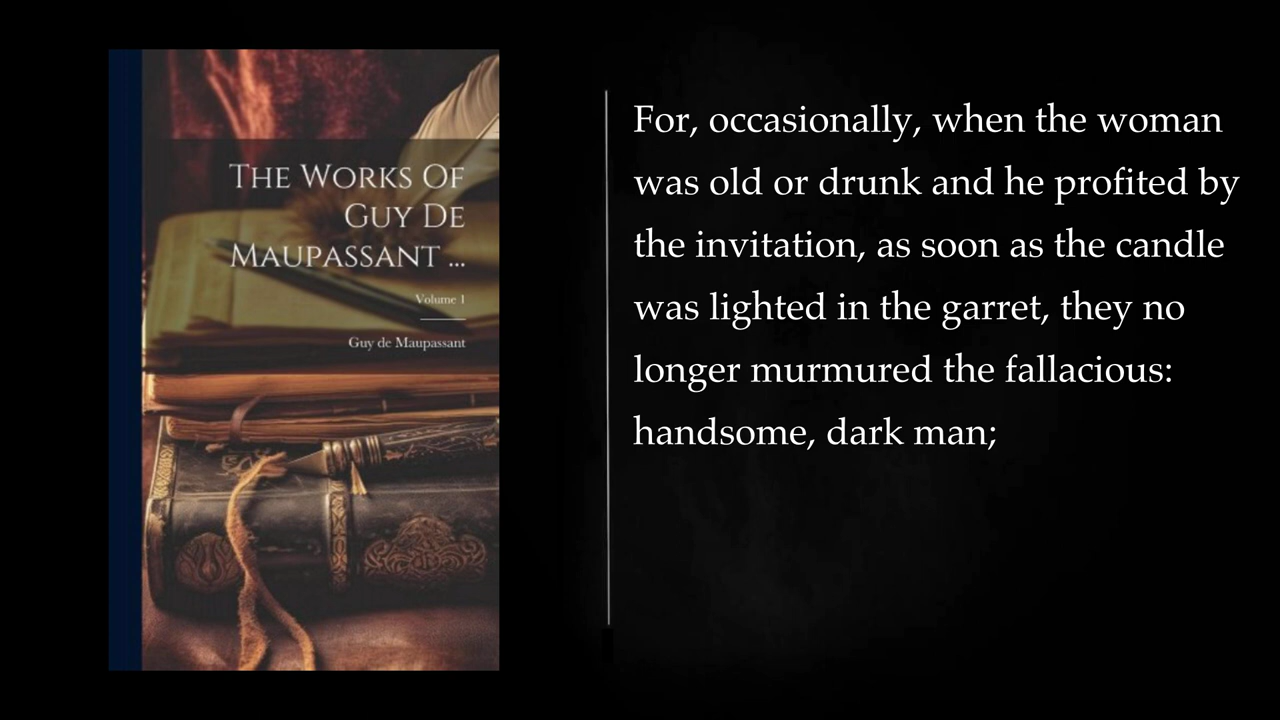 The Works Of
Guy De
Maupassant ...
Volume 1
Guy de Maupassant
For, occasionally, when the woman
was old or drunk and he profited by
the invitation, as soon as the candle
was lighted in the garret, they no
longer murmured the fallacious:
handsome, dark man;